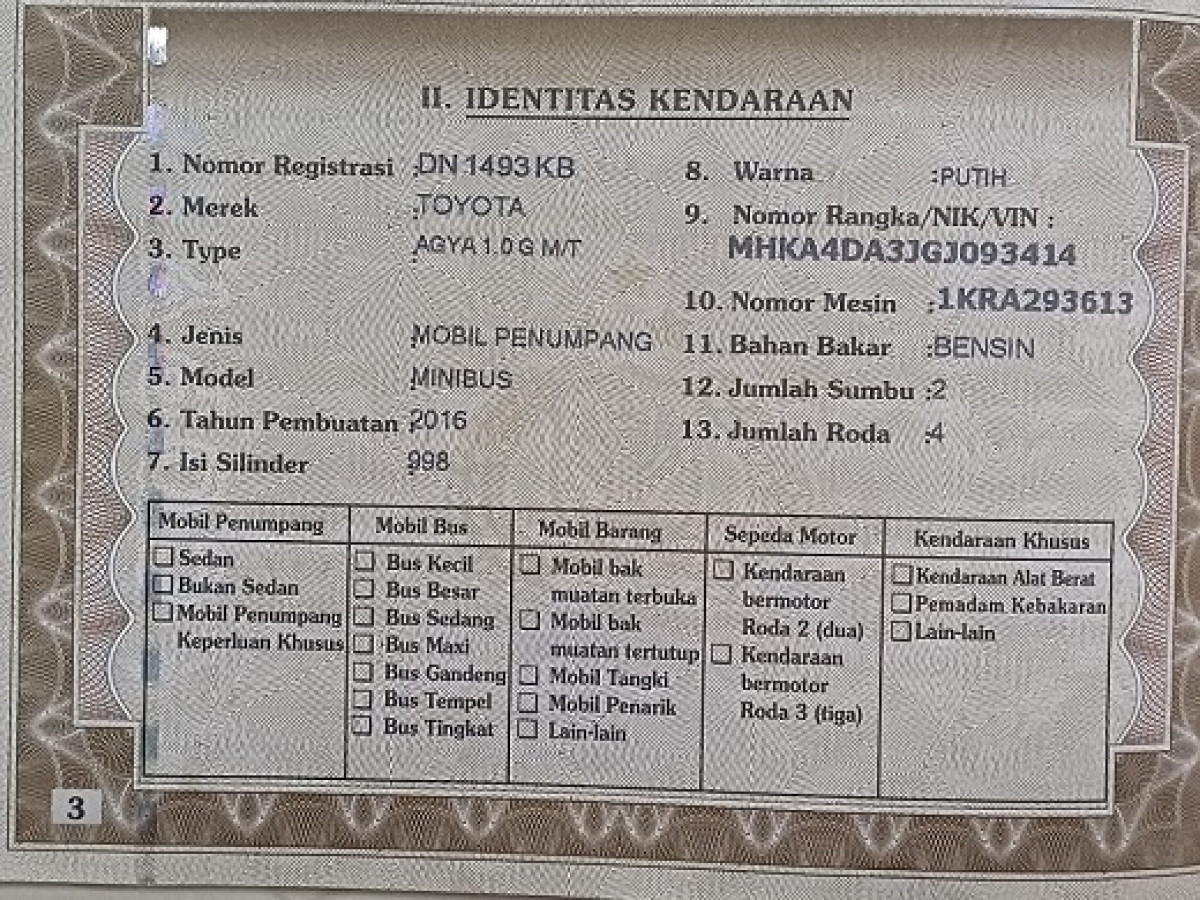 II. IDENTITAS KENDARAAN
1. Nomor Registrasi : DN 1493 KB
2. Merek : TOYOTA
3. Type : AGYA 1.0 G M/T
4. Jenis : MOBIL PENUMPANG
5. Model : MINIBUS
6. Tahun Pembuatan : 2016
7. Isi Silinder : 998
8. Warna : PUTIH
9. Nomor Rangka/NIK/VIN :
MHKA4DA3JGJ093414
10. Nomor Mesin : 1KRA293613
11. Bahan Bakar : BENSIN
12. Jumlah Sumbu : 2
13. Jumlah Roda : 4
Mobil Penumpang
Sedan
Bukan Sedan
Mobil Penumpang
Keperluan Khusus
Mobil Bus
Bus Kecil
Bus Besar
Bus Sedang
Bus Maxi
Bus Gandeng
Bus Tempel
Bus Tingkat
Mobil Barang
Mobil bak
muatan terbuka
Mobil bak
muatan tertutup
Mobil Tangki
Mobil Penarik
Lain-lain
Sepeda Motor
Kendaraan
bermotor
Roda 2 (dua)
Kendaraan
bermotor
Roda 3 (tiga)
Kendaraan Khusus
Kendaraan Alat Berat
Pemadam Kebakaran
Lain-lain
3